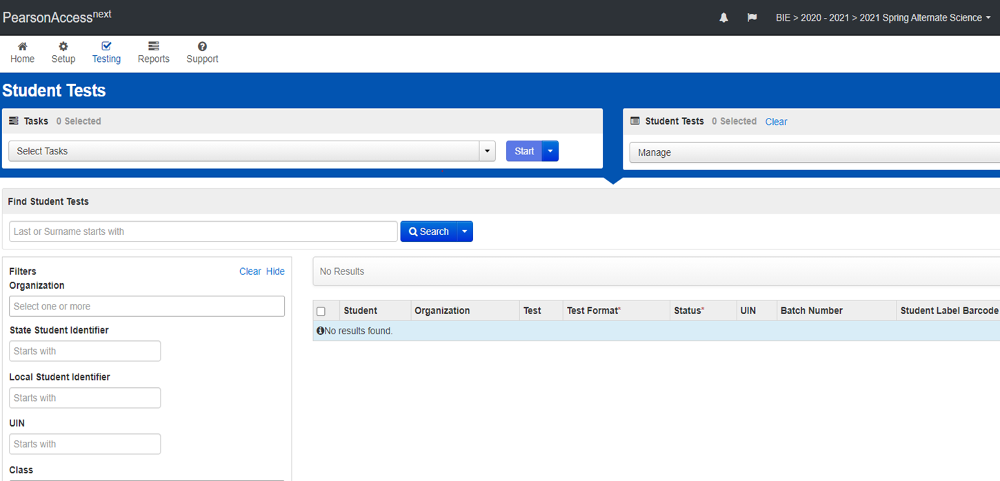 PearsonAccessnext
BIE > 2020 - 2021 > 2021 Spring Alternate Science
Home Setup Testing Reports Support
Student Tests
Tasks 0 Selected
Select Tasks Start
Student Tests 0 Selected Clear
Manage
Find Student Tests
Last or Surname starts with Search
Filters Clear Hide
Organization
Select one or more
State Student Identifier
Starts with
Local Student Identifier
Starts with
UIN
Starts with
Class
No Results
Student Organization Test Test Format* Status* UIN Batch Number Student Label Barcode
No results found.